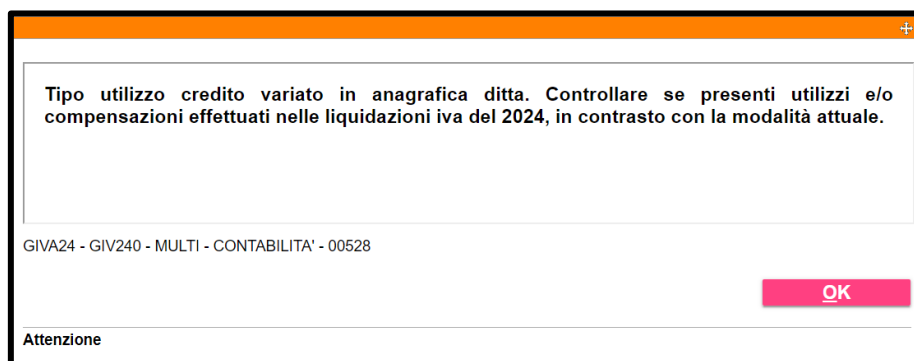 Tipo utilizzo credito variato in anagrafica ditta. Controllare se presenti utilizzi e/o
compensazioni effettuati nelle liquidazioni iva del 2024, in contrasto con la modalità attuale.
GIVA24 - GIV240 - MULTI - CONTABILITA' - 00528
OK
Attenzione